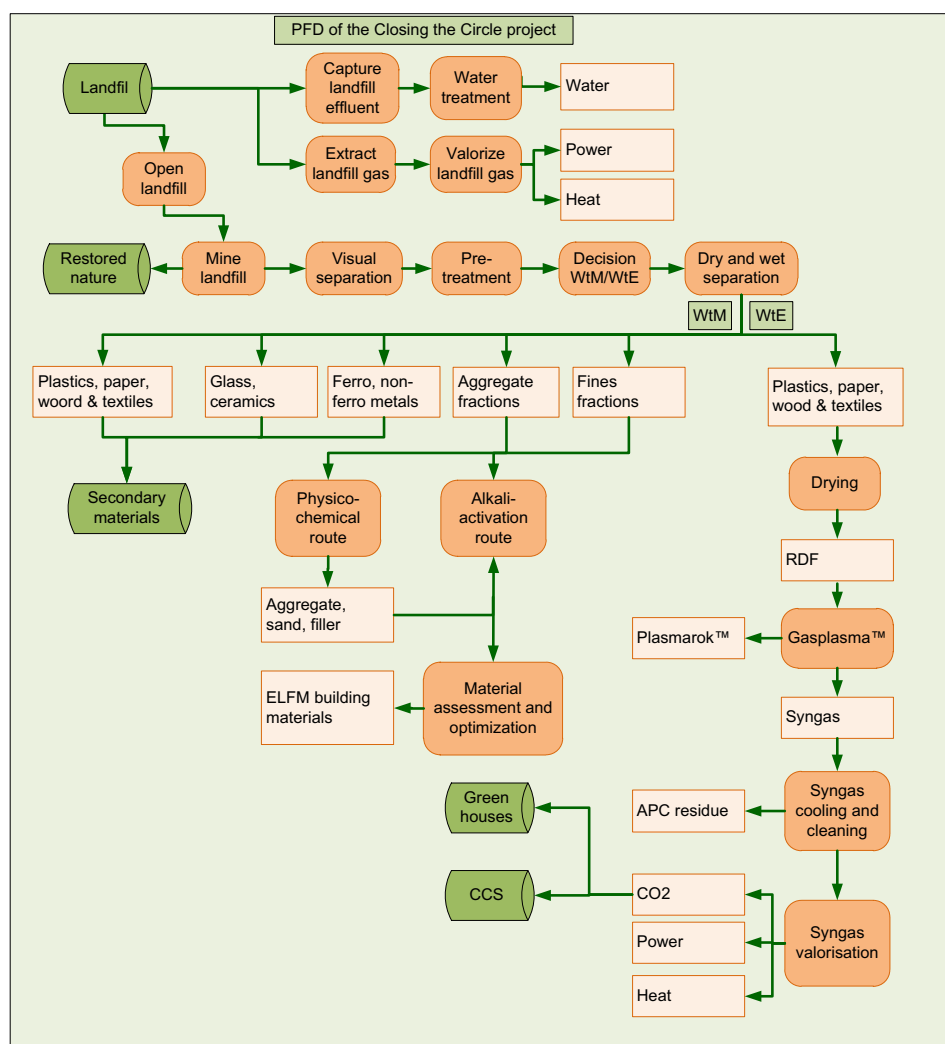 PFD of the Closing the Circle project
Landfil
Capture
landfill
effluent
Water
treatment
Water
Extract
landfill gas
Valorize
landfill gas
Power
Heat
Open
landfill
Restored
nature
Mine
landfill
Visual
separation
Pre-
treatment
Decision
WtM/WtE
Dry and wet
separation
WtM
WtE
Plastics, paper,
woord & textiles
Glass,
ceramics
Ferro, non-
ferro metals
Aggregate
fractions
Fines
fractions
Plastics, paper,
wood & textiles
Secondary
materials
Physico-
chemical
route
Alkali-
activation
route
Drying
RDF
Aggregate,
sand, filler
Plasmarok™
Gasplasma™
ELFM building
materials
Material
assessment and
optimization
Syngas
Green
houses
APC residue
Syngas
cooling and
cleaning
CCS
CO2
Power
Heat
Syngas
valorisation